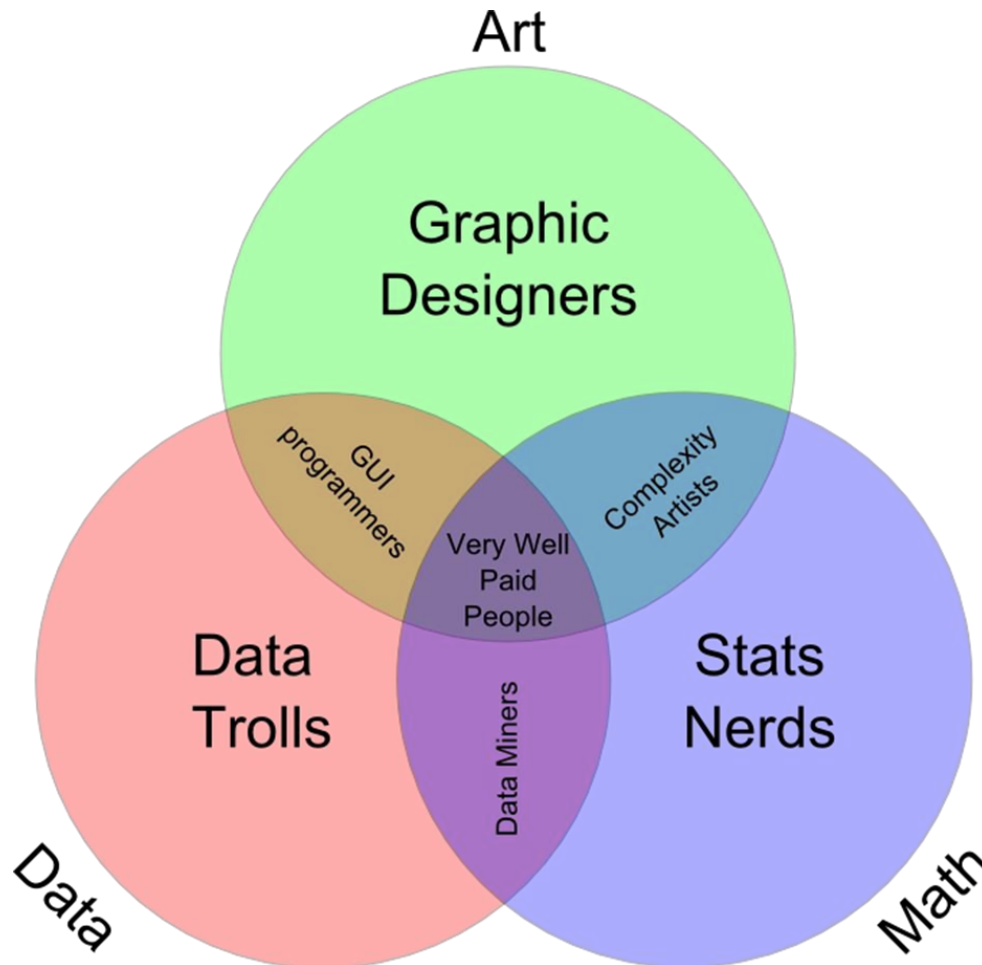 Art
Graphic
Designers
GUI
programmers
Complexity
Artists
Very Well
Paid
People
Data
Trolls
Stats
Nerds
Data Miners
Data
Math